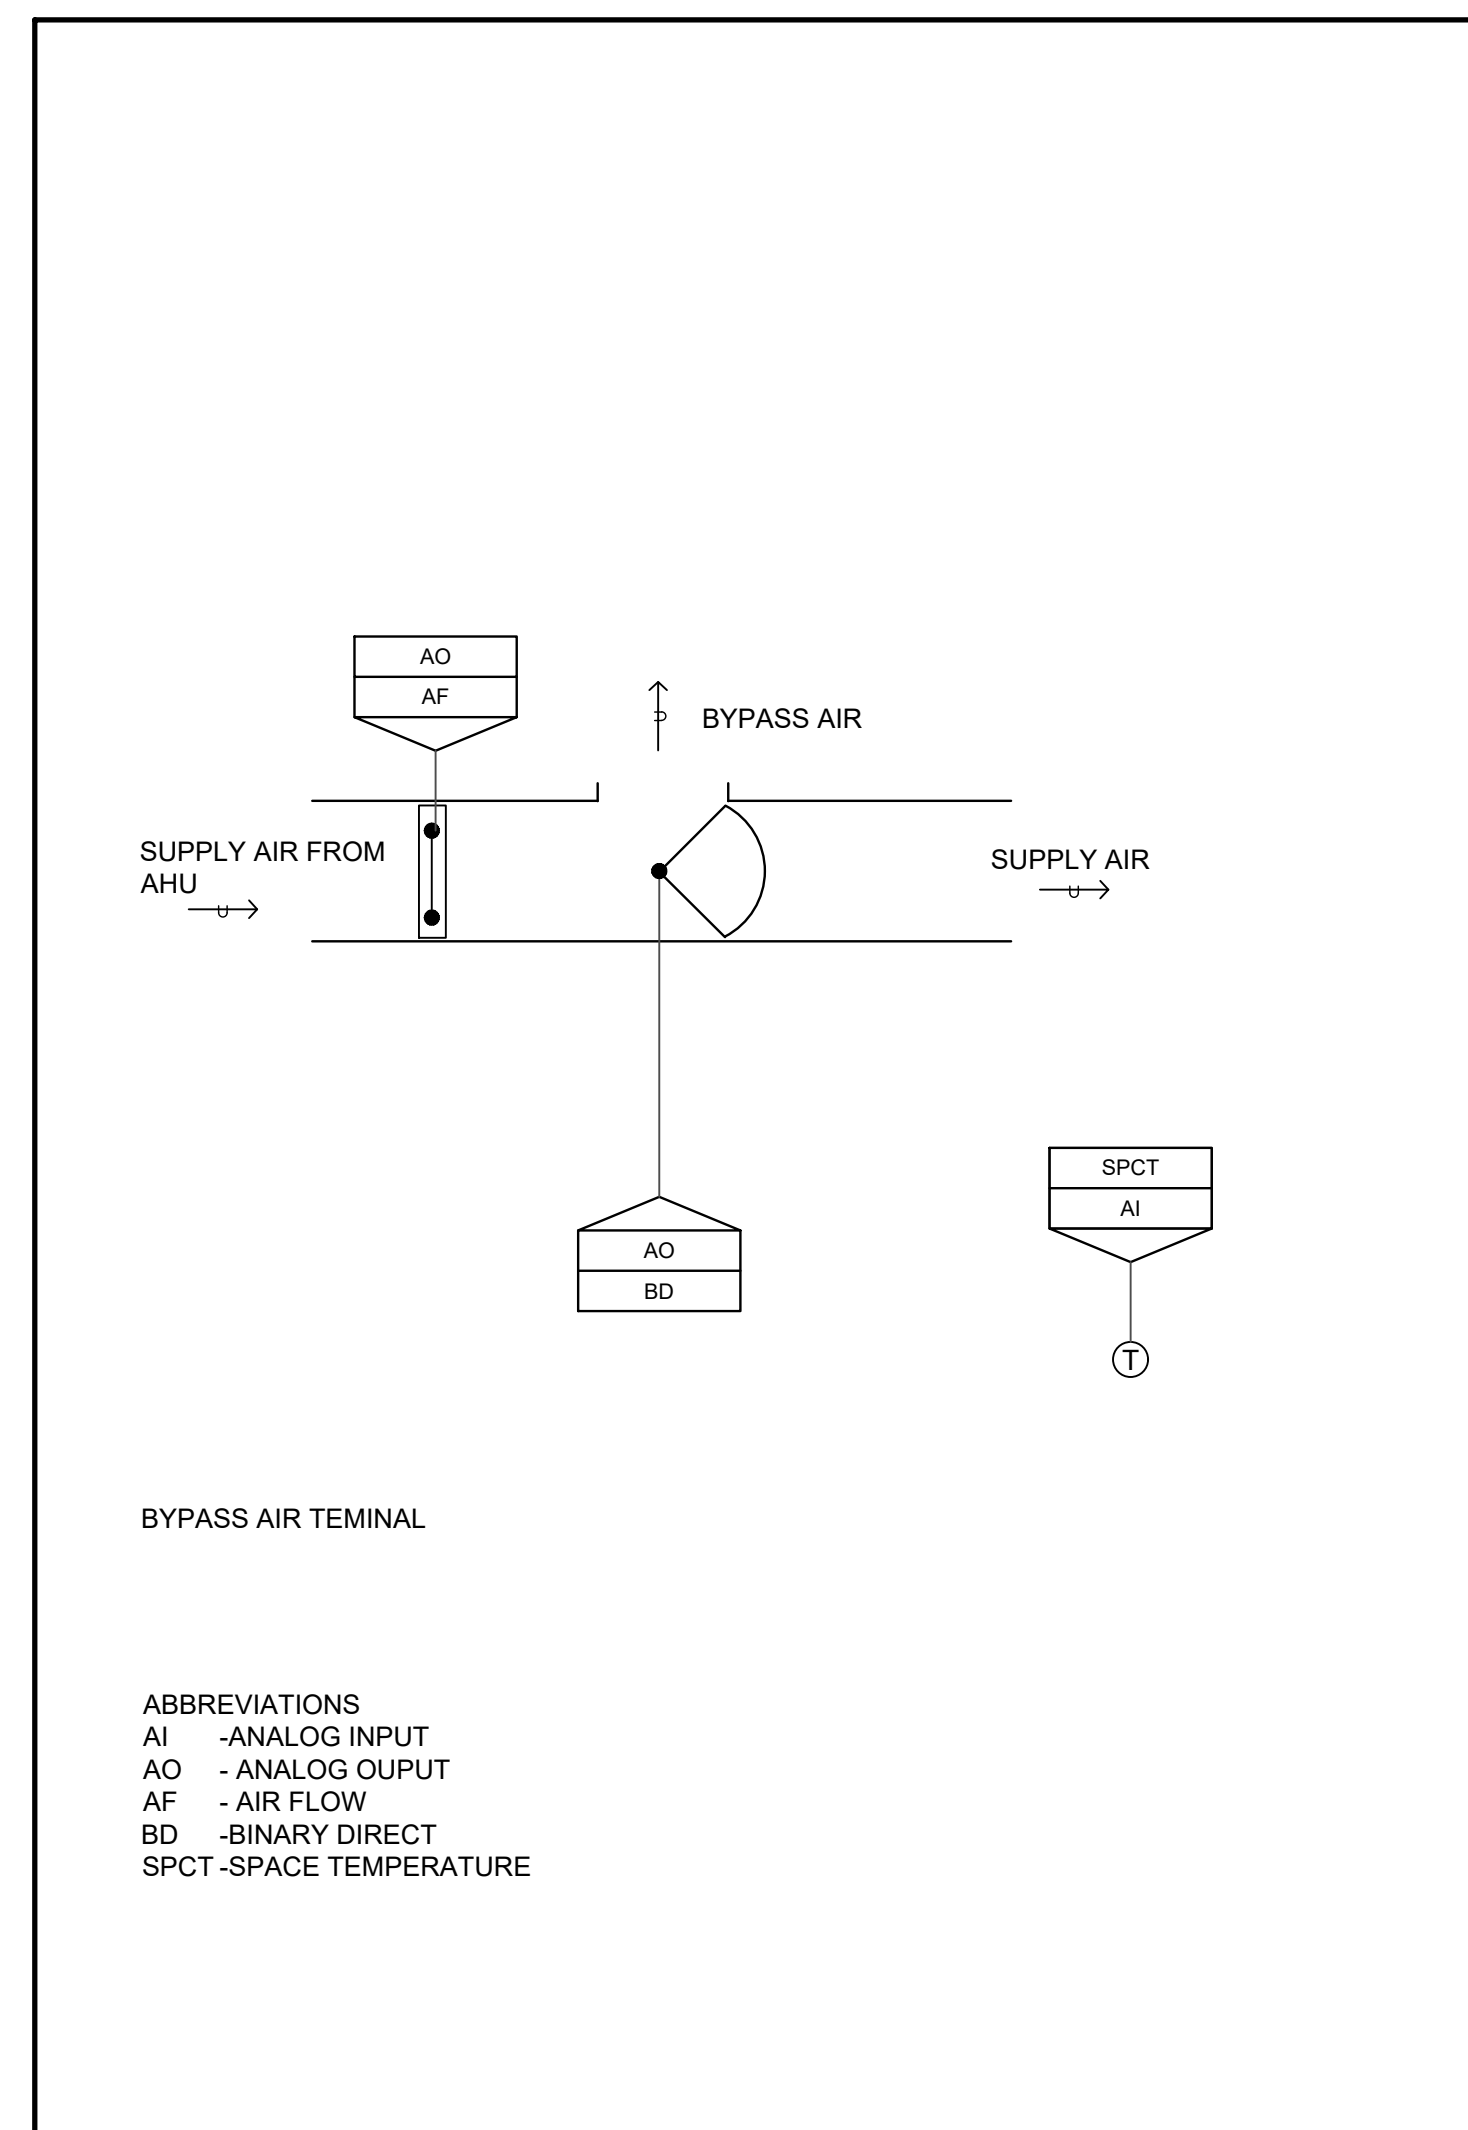 AO
AF
BYPASS AIR
SUPPLY AIR FROM
AHU
SUPPLY AIR
AO
BD
SPCT
AI
T
BYPASS AIR TEMINAL
ABBREVIATIONS
AI -ANALOG INPUT
AO - ANALOG OUPUT
AF - AIR FLOW
BD -BINARY DIRECT
SPCT -SPACE TEMPERATURE